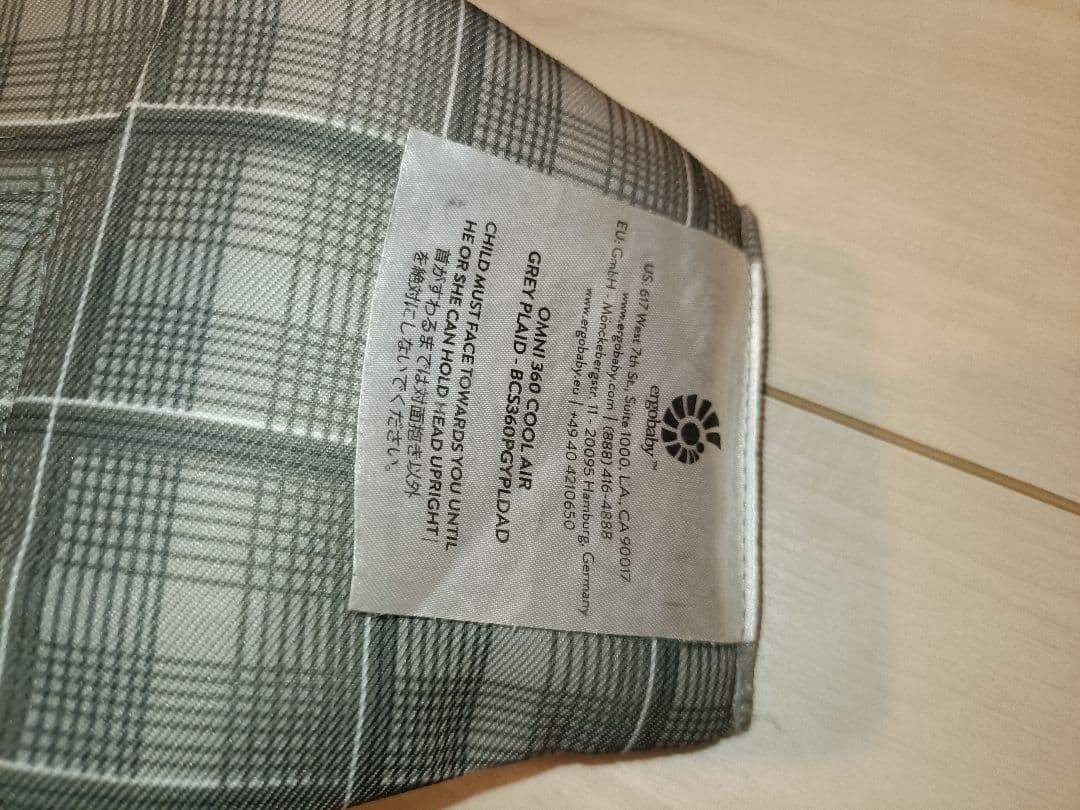 ergobaby™
US: 617 West 7th St., Suite 1000, LA., CA 90017
www.ergobaby.com | (888) 416-4888
EU: GmbH - Mönckebergstr. 11 - 20095 Hamburg, Germany
www.ergobaby.eu | +49 40 4210650
OMNI 360 COOL AIR
GREY PLAID - BCS360PGYPLDAD
CHILD MUST FACE TOWARDS YOU UNTIL
HE OR SHE CAN HOLD HEAD UPRIGHT |
首がすわるまでは対面抱き以外
を絶対にしないでください。